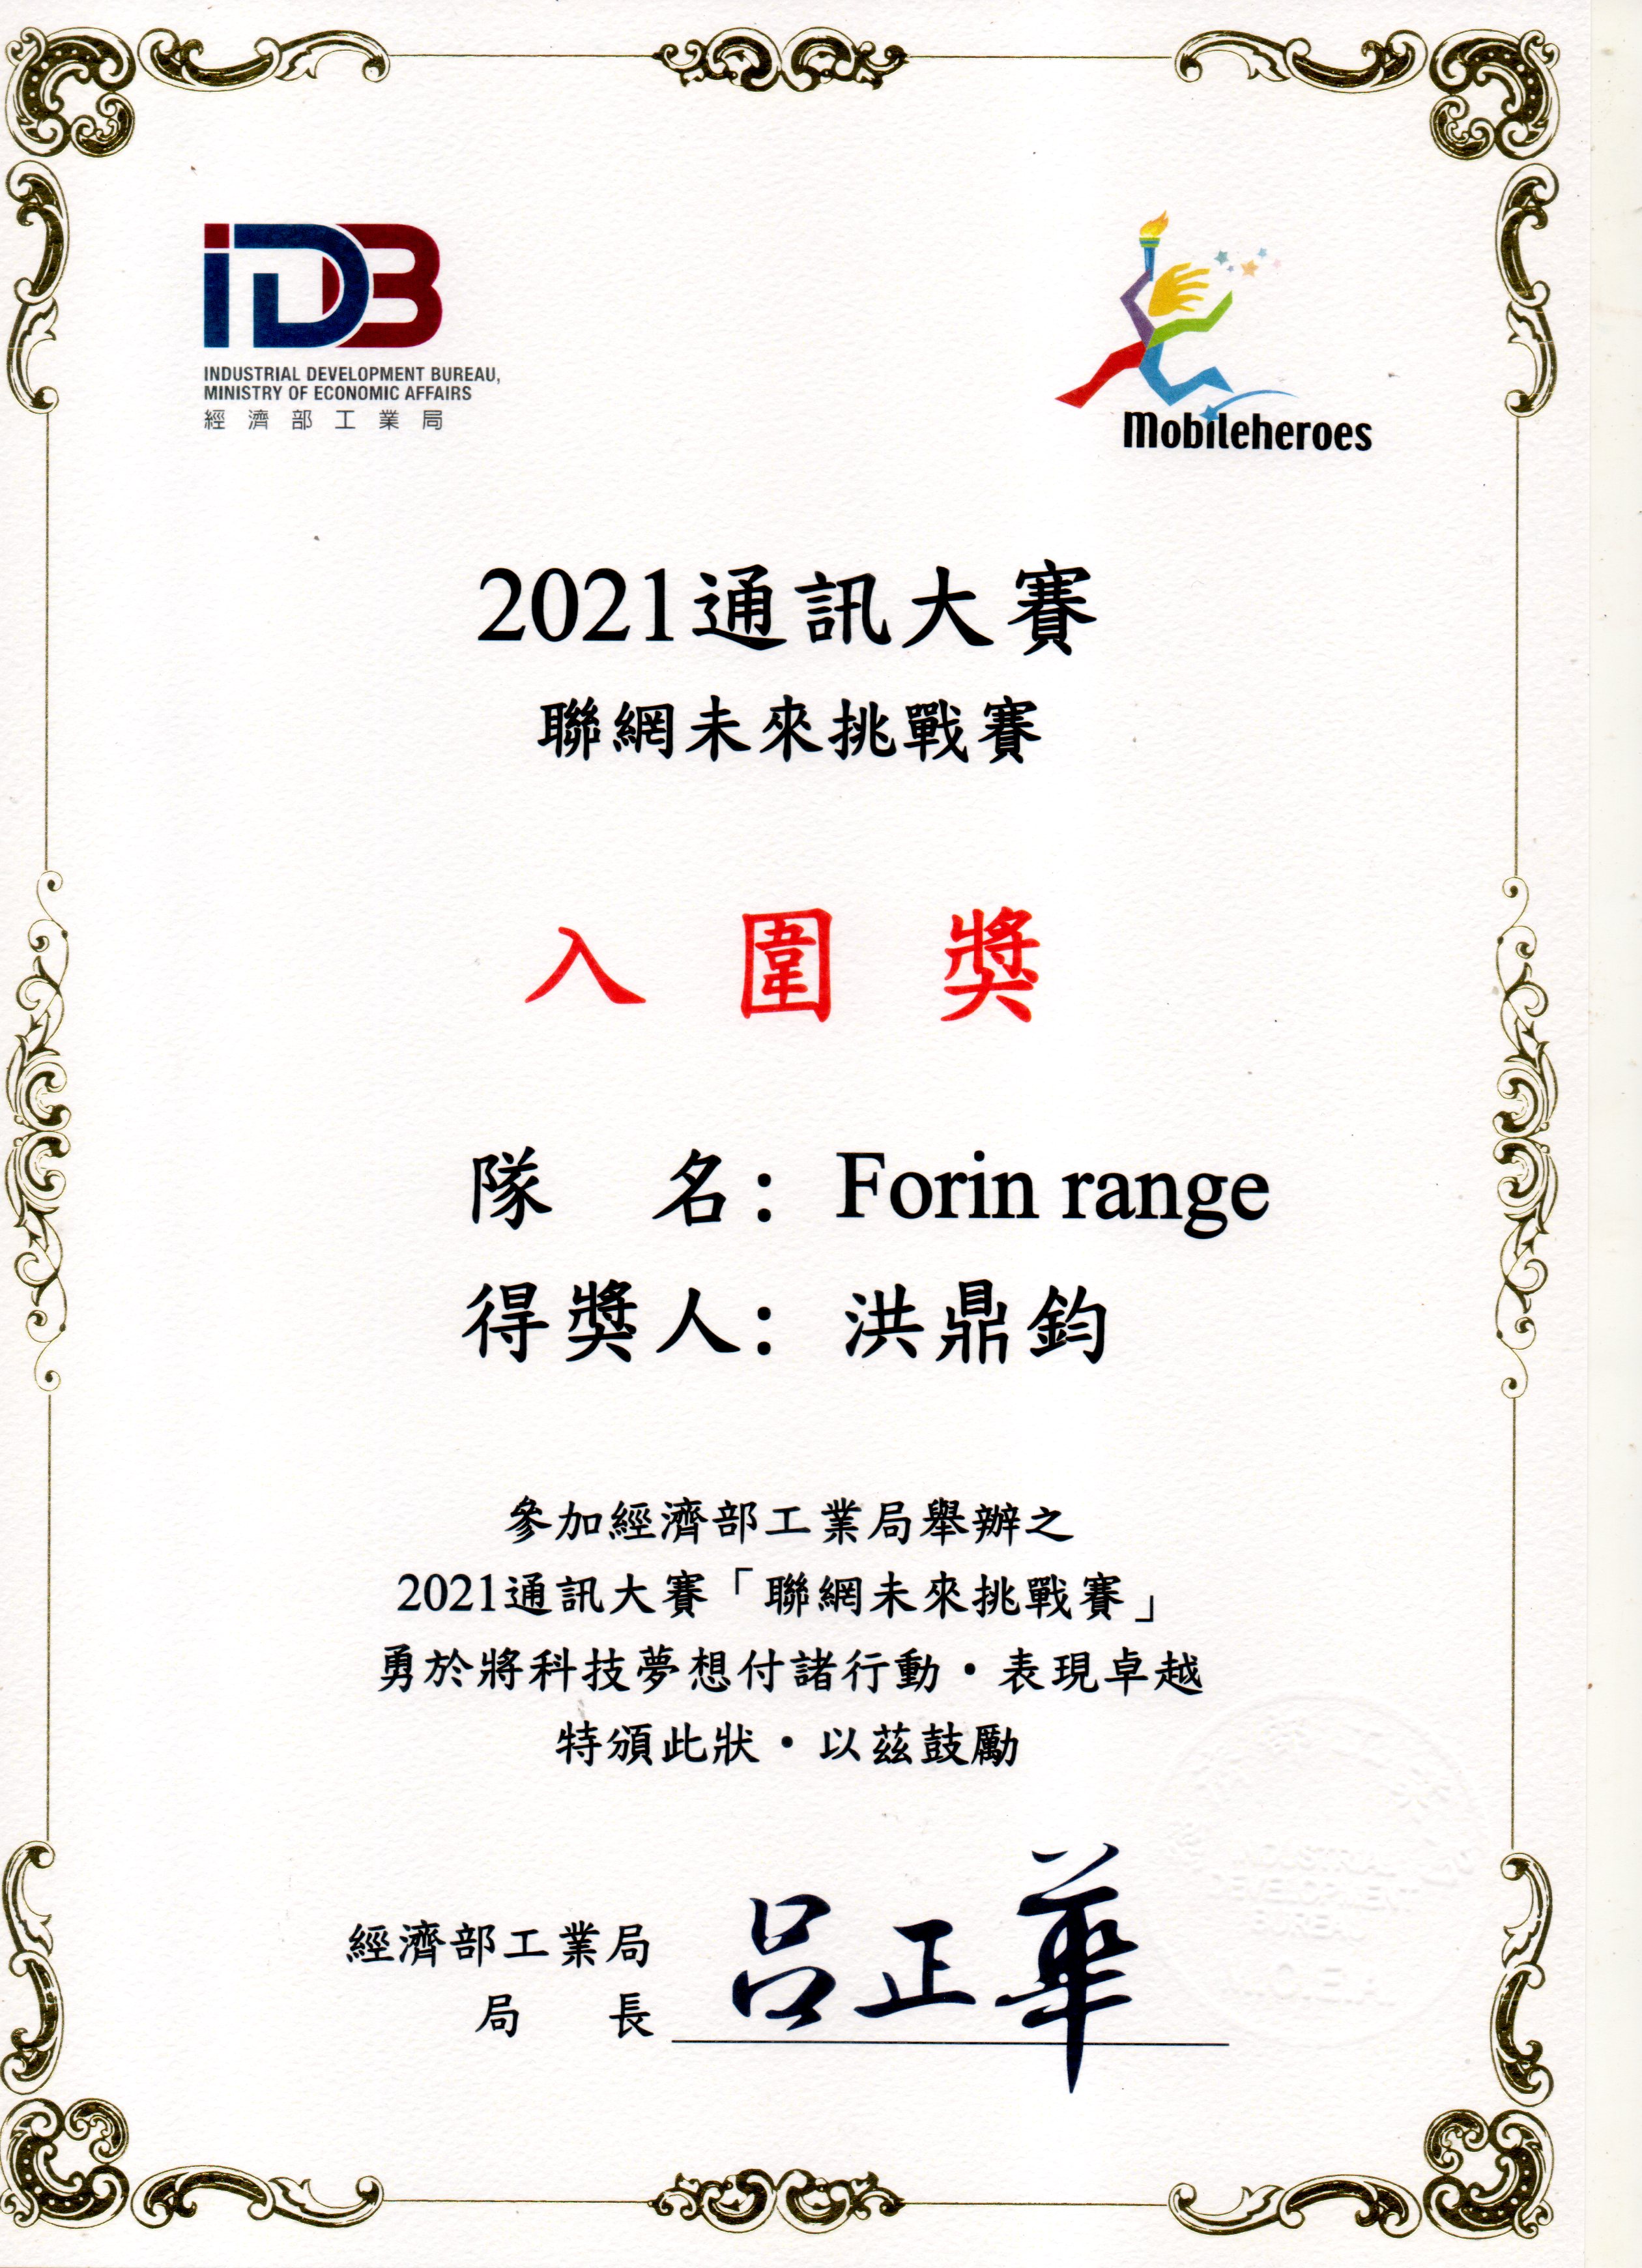 iDB
INDUSTRIAL DEVELOPMENT BUREAU,
MINISTRY OF ECONOMIC AFFAIRS
經濟部工業局
Mobileheroes
2021通訊大賽
聯網未來挑戰賽
入圍獎
隊 名：Forin range
得獎人：洪鼎鈞
參加經濟部工業局舉辦之
2021通訊大賽「聯網未來挑戰賽」
勇於將科技夢想付諸行動・表現卓越
特頒此狀・以茲鼓勵
INDUSTRIAL
DEVELOPMENT
經濟部工業局
局 長 呂正華